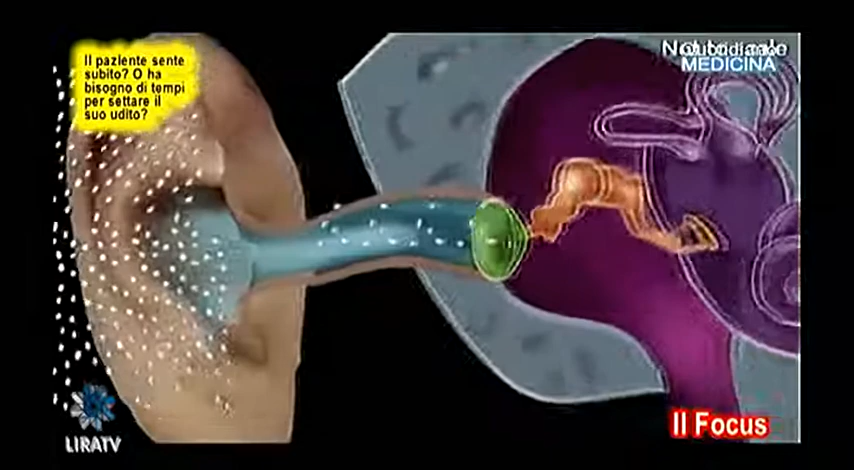 Il paziente sente
subito? O ha
bisogno di tempi
per settare il
suo udito?
MEDICINA
Il Focus
LIRATV